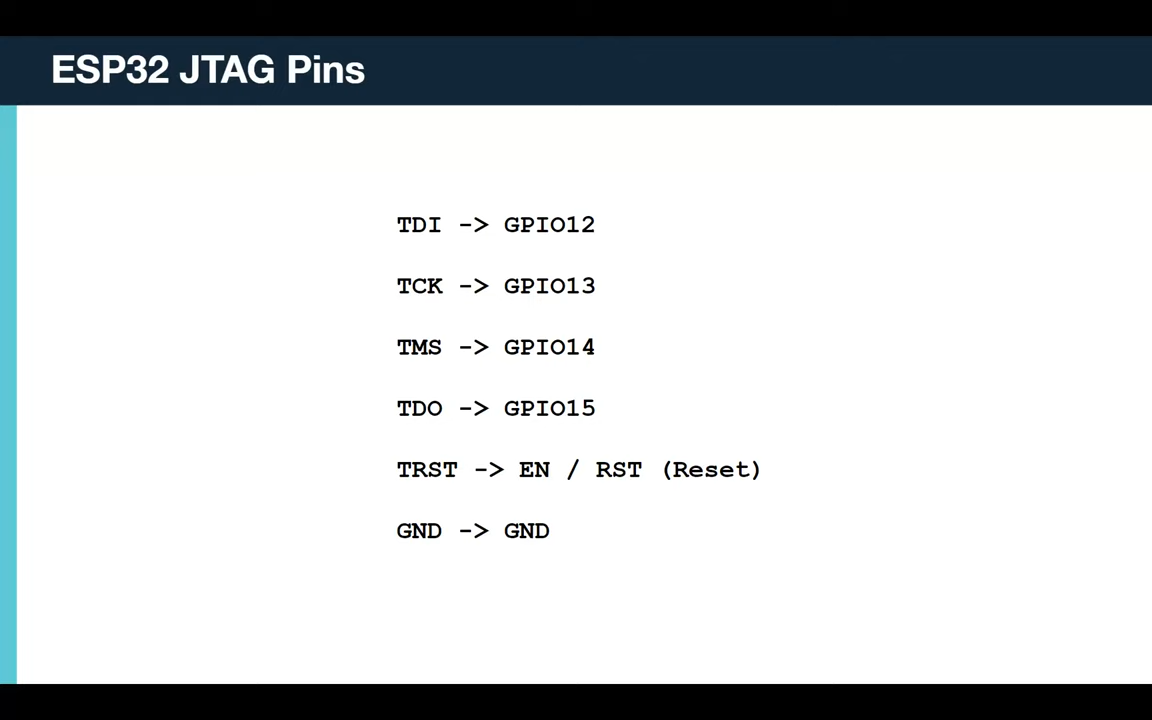 ESP32 JTAG Pins
TDI -> GPIO12
TCK -> GPIO13
TMS -> GPIO14
TDO -> GPIO15
TRST -> EN / RST (Reset)
GND -> GND